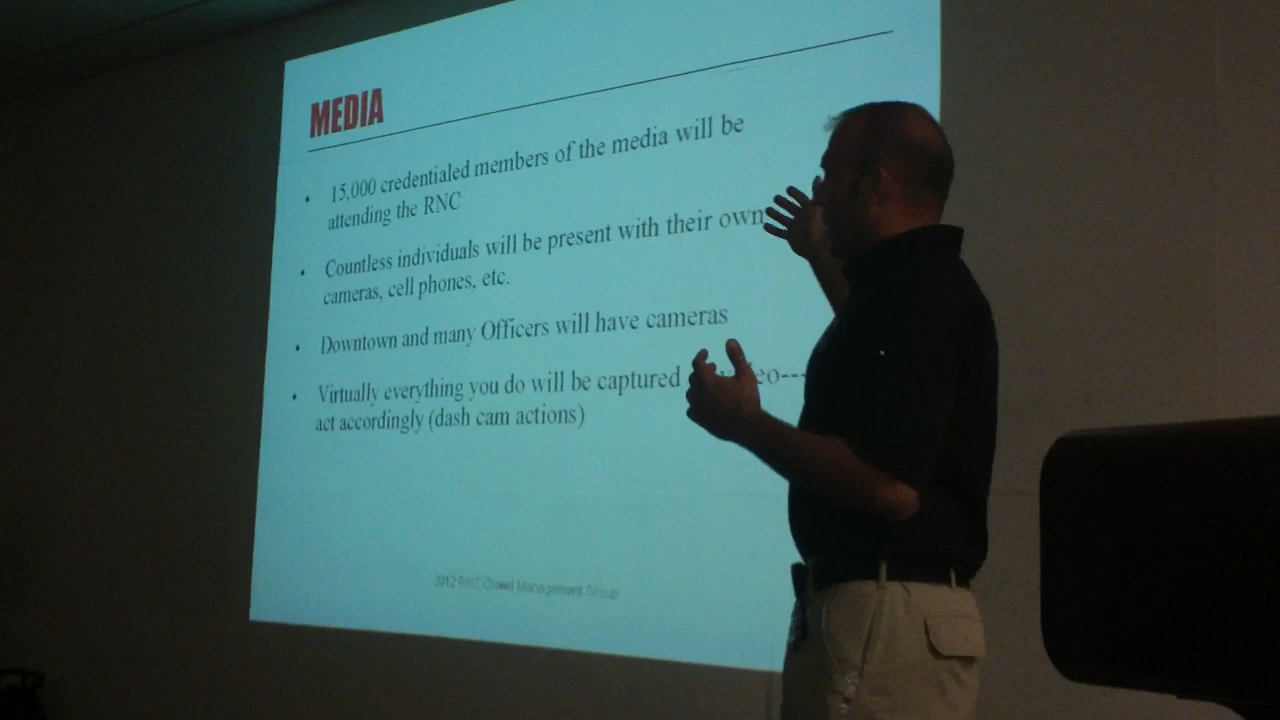 MEDIA
• 15,000 credentialed members of the media will be
attending the RNC
• Countless individuals will be present with their own
cameras, cell phones, etc.
• Downtown and many Officers will have cameras
• Virtually everything you do will be captured eo---
act accordingly (dash cam actions)
2012 RNC Crowd Management Group